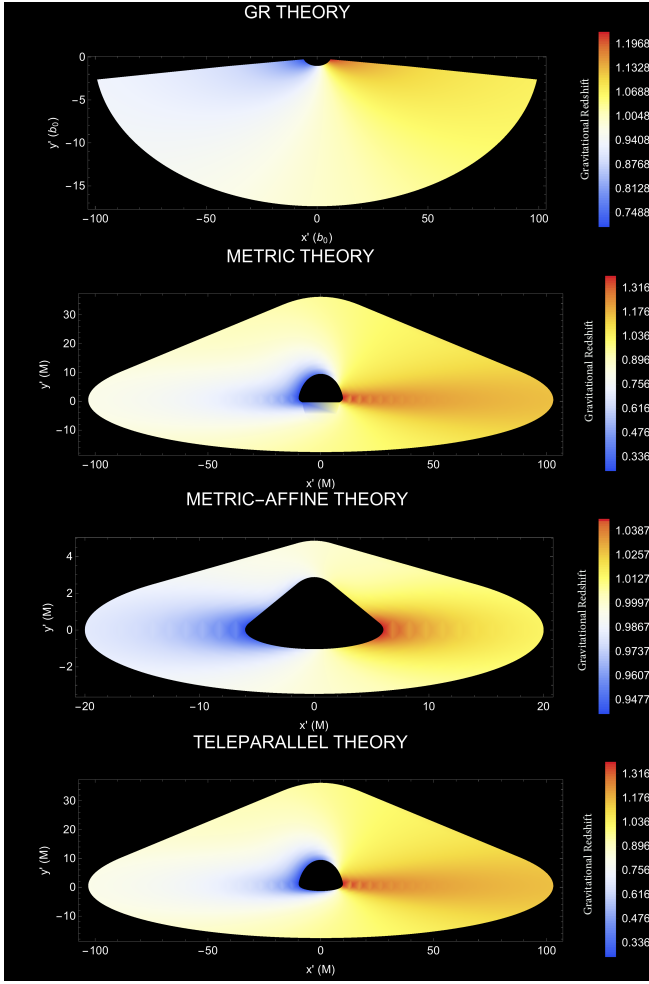 GR THEORY
0
−5
−10
−15
y' (b₀)
−100 −50 0 50 100
x' (b₀)
Gravitational Redshift
1.1968
1.1328
1.0688
1.0048
0.9408
0.8768
0.8128
0.7488
METRIC THEORY
30
20
10
0
−10
y' (M)
−100 −50 0 50 100
x' (M)
Gravitational Redshift
1.316
1.176
1.036
0.896
0.756
0.616
0.476
0.336
METRIC−AFFINE THEORY
4
2
0
−2
y' (M)
−20 −10 0 10 20
x' (M)
Gravitational Redshift
1.0387
1.0257
1.0127
0.9997
0.9867
0.9737
0.9607
0.9477
TELEPARALLEL THEORY
30
20
10
0
−10
y' (M)
−100 −50 0 50 100
x' (M)
Gravitational Redshift
1.316
1.176
1.036
0.896
0.756
0.616
0.476
0.336